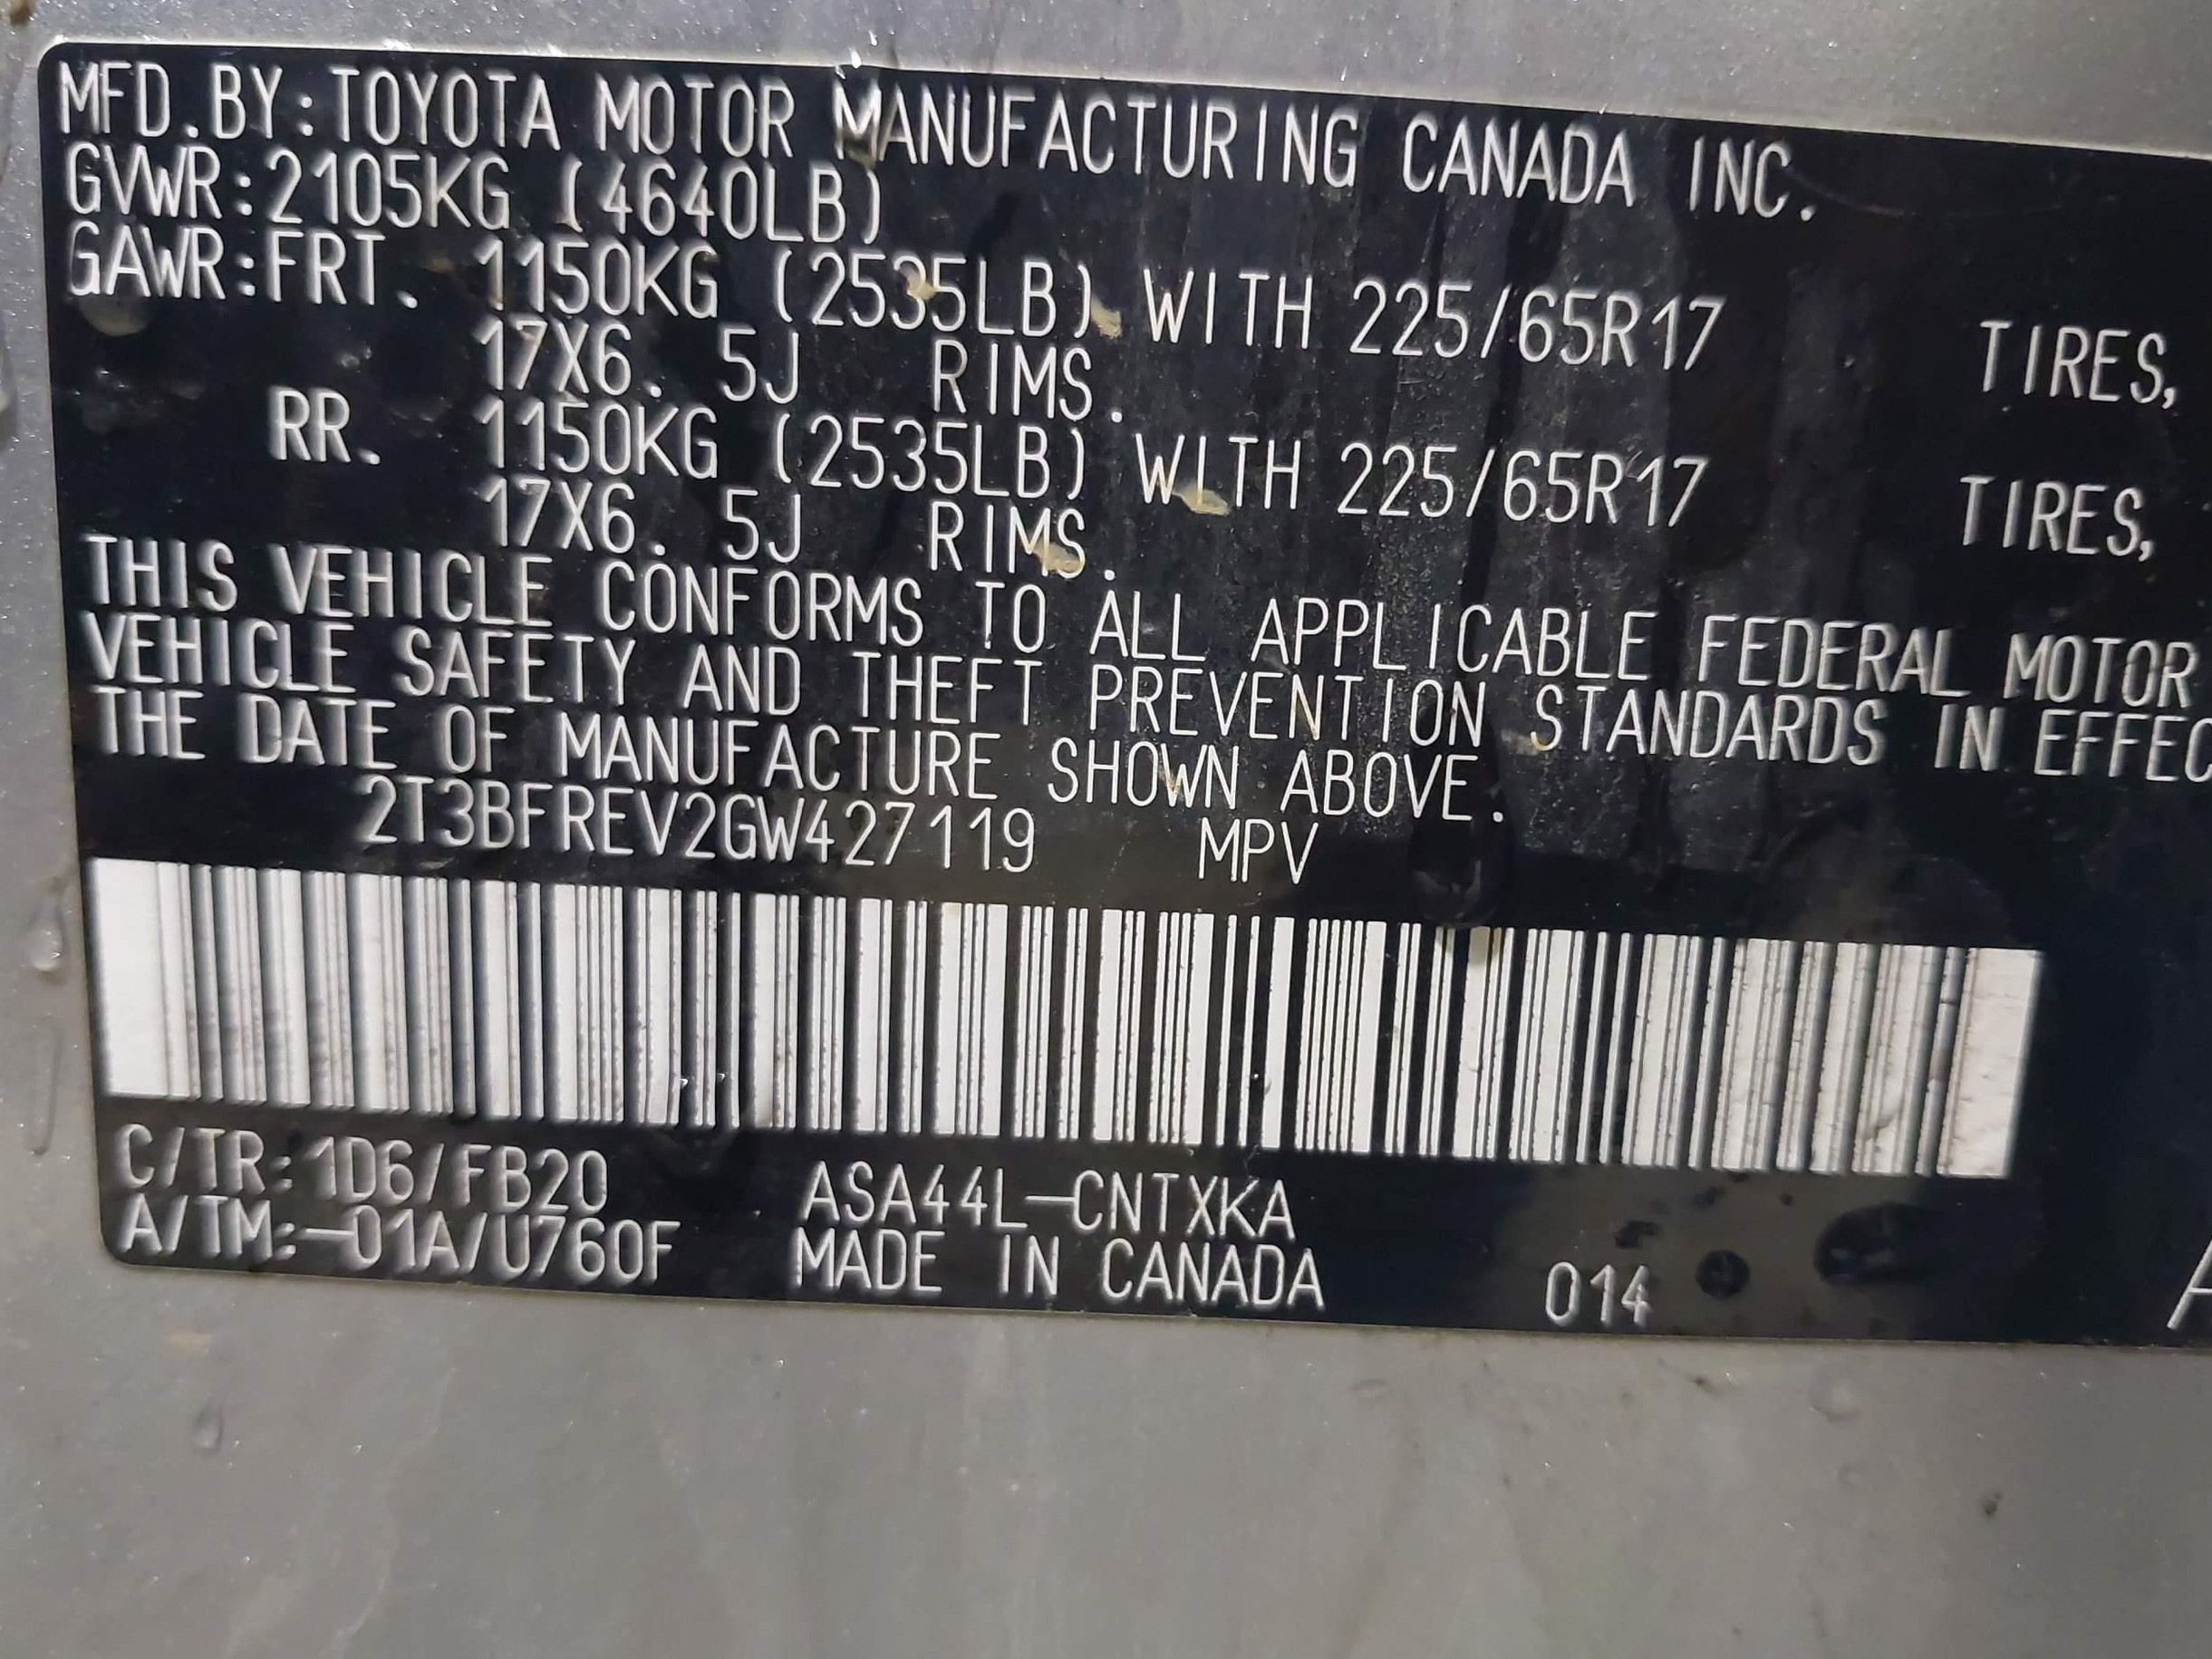 MFD.BY:TOYOTA MOTOR MANUFACTURING CANADA INC.
GVWR:2105KG (4640LB)
GAWR:FRT. 1150KG (2535LB) WITH 225/65R17 TIRES,
17X6. 5J RIMS.
RR. 1150KG (2535LB) WITH 225/65R17 TIRES,
17X6. 5J RIMS.
THIS VEHICLE CONFORMS TO ALL APPLICABLE FEDERAL MOTOR
VEHICLE SAFETY AND THEFT PREVENTION STANDARDS IN EFFEC
THE DATE OF MANUFACTURE SHOWN ABOVE.
2T3BFREV2GW427119 MPV
C/TR:1D6/FB20 ASA44L-CNTXKA
A/TM:-01A/U760F MADE IN CANADA 014